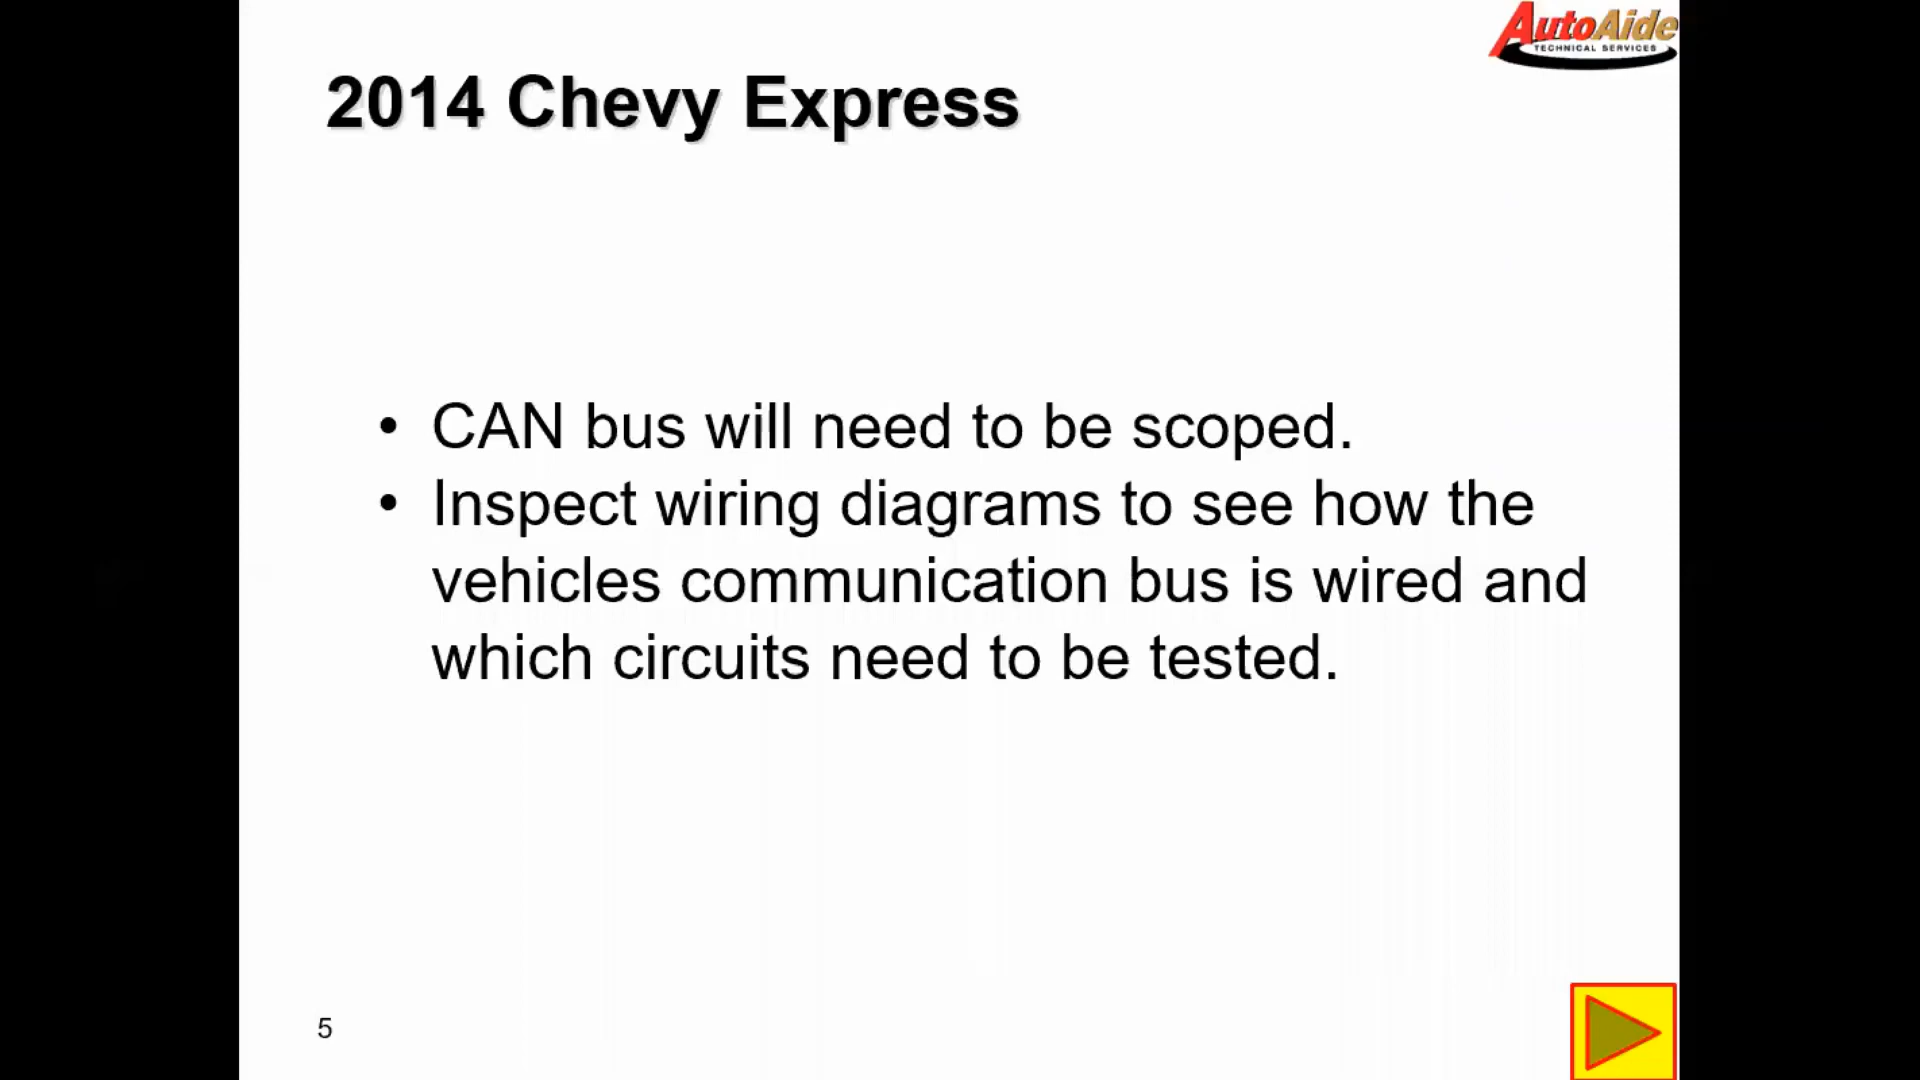 AutoAide
TECHNICAL SERVICES
2014 Chevy Express
• CAN bus will need to be scoped.
• Inspect wiring diagrams to see how the
vehicles communication bus is wired and
which circuits need to be tested.
5